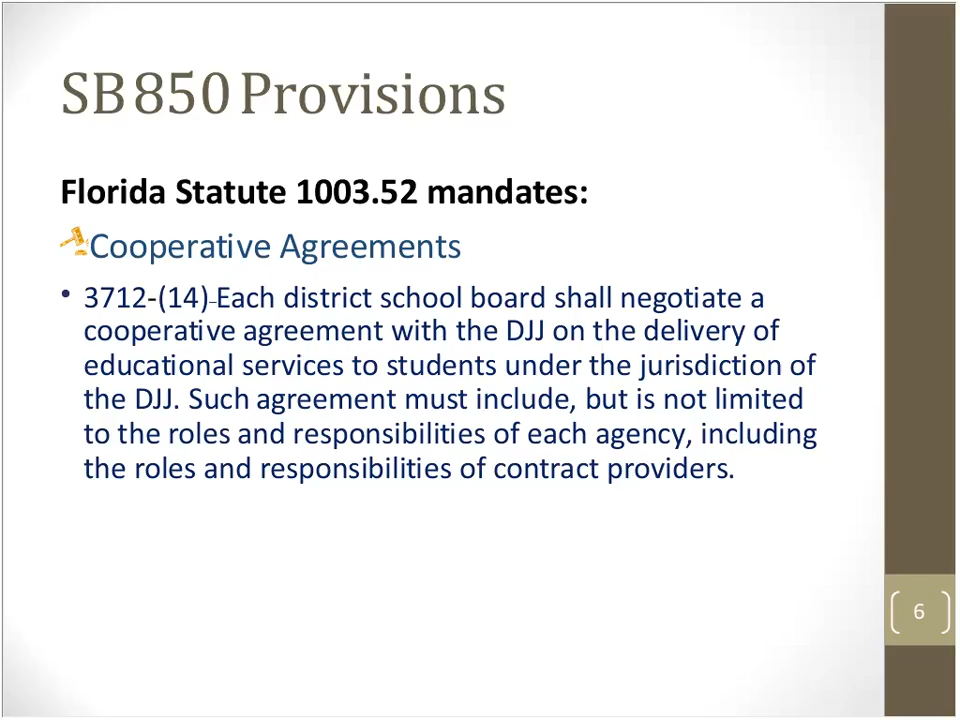 SB 850 Provisions
Florida Statute 1003.52 mandates:
Cooperative Agreements
• 3712-(14)–Each district school board shall negotiate a
cooperative agreement with the DJJ on the delivery of
educational services to students under the jurisdiction of
the DJJ. Such agreement must include, but is not limited
to the roles and responsibilities of each agency, including
the roles and responsibilities of contract providers.
6